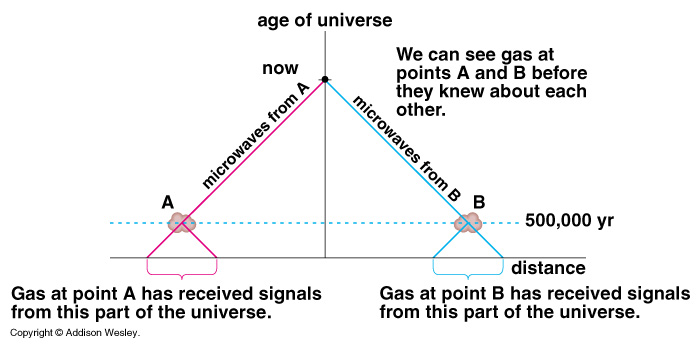 age of universe
now
We can see gas at
points A and B before
they knew about each
other.
microwaves from A
microwaves from B
A
B
500,000 yr
distance
Gas at point A has received signals
from this part of the universe.
Gas at point B has received signals
from this part of the universe.
Copyright © Addison Wesley.